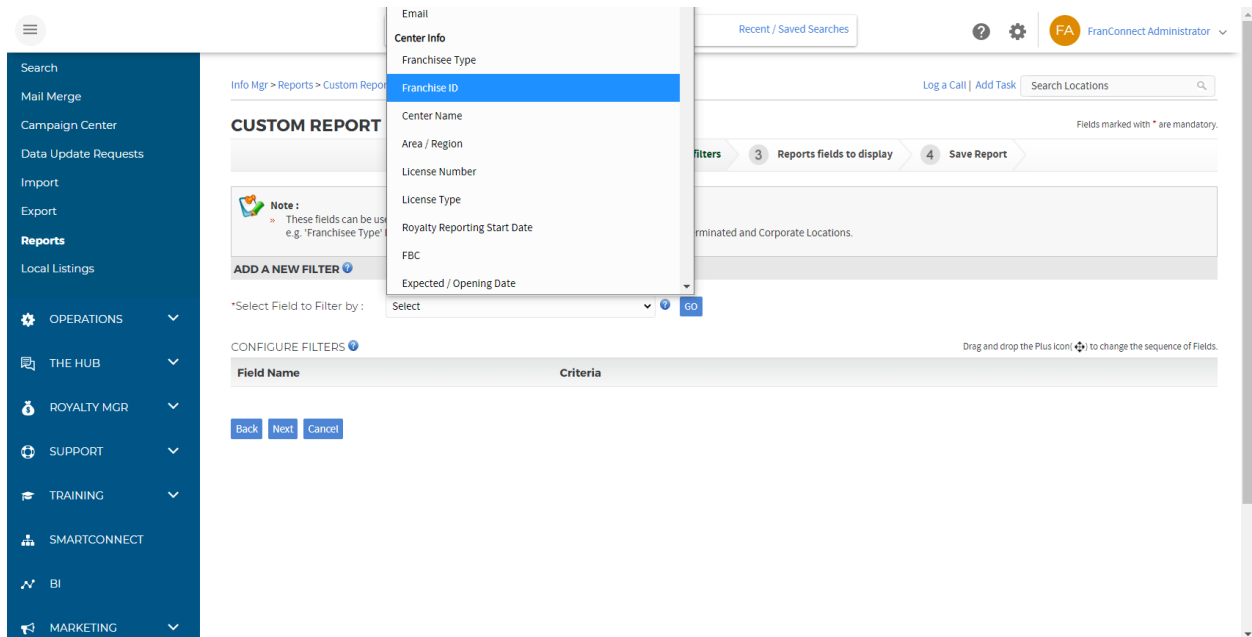 Recent / Saved Searches
FA
FranConnect Administrator
Search
Mail Merge
Campaign Center
Data Update Requests
Import
Export
Reports
Local Listings
OPERATIONS
THE HUB
ROYALTY MGR
SUPPORT
TRAINING
SMARTCONNECT
BI
MARKETING
Info Mgr > Reports > Custom Repor
Log a Call | Add Task
Search Locations
CUSTOM REPORT
Fields marked with * are mandatory.
filters
3 Reports fields to display
4 Save Report
Note :
» These fields can be use
e.g. 'Franchisee Type'
rminated and Corporate Locations.
ADD A NEW FILTER
*Select Field to Filter by :
Select
GO
Email
Center Info
Franchisee Type
Franchise ID
Center Name
Area / Region
License Number
License Type
Royalty Reporting Start Date
FBC
Expected / Opening Date
CONFIGURE FILTERS
Drag and drop the Plus icon( ) to change the sequence of Fields.
Field Name Criteria
Back Next Cancel